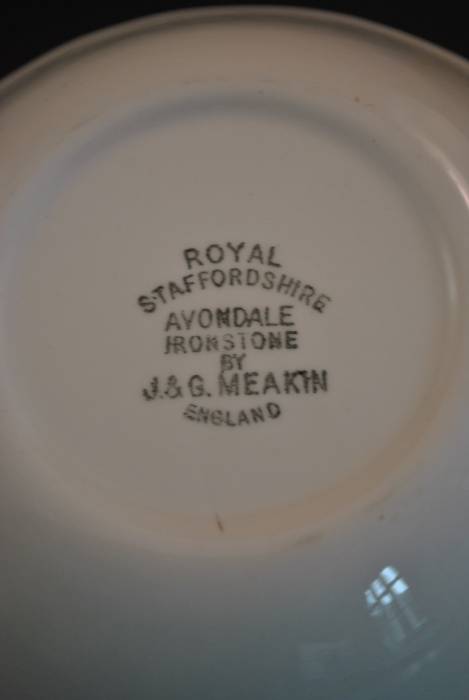 ROYAL
STAFFORDSHIRE
AVONDALE
IRONSTONE
BY
J.&G. MEAKIN
ENGLAND